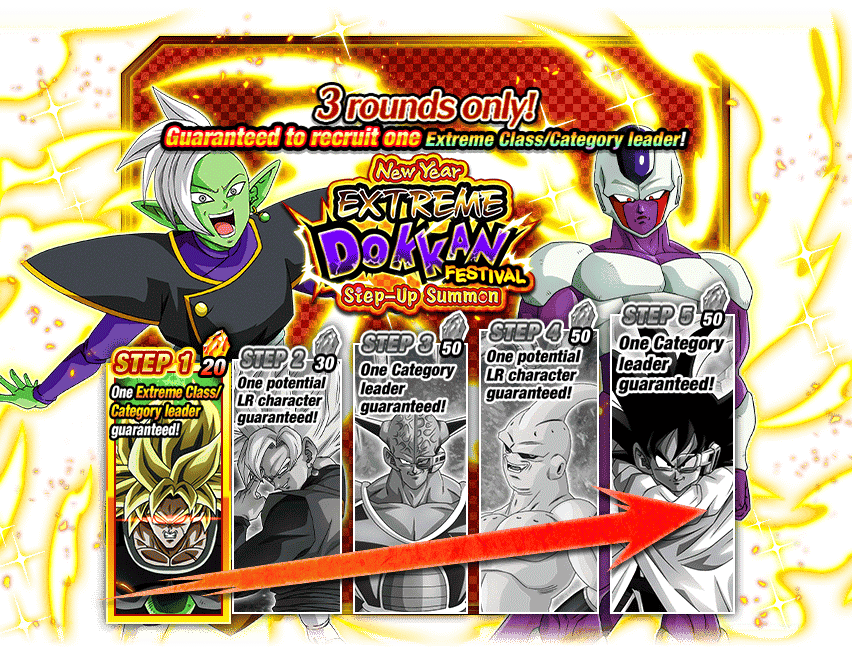 3 rounds only!
Guaranteed to recruit one Extreme Class/Category leader!
New Year
EXTREME
DOKKAN
FESTIVAL
Step-Up Summon
STEP 1
20
One Extreme Class/
Category leader
guaranteed!
STEP 2
30
One potential
LR character
guaranteed!
STEP 3
50
One Category
leader
guaranteed!
STEP 4
50
One potential
LR character
guaranteed!
STEP 5
50
One Category
leader
guaranteed!